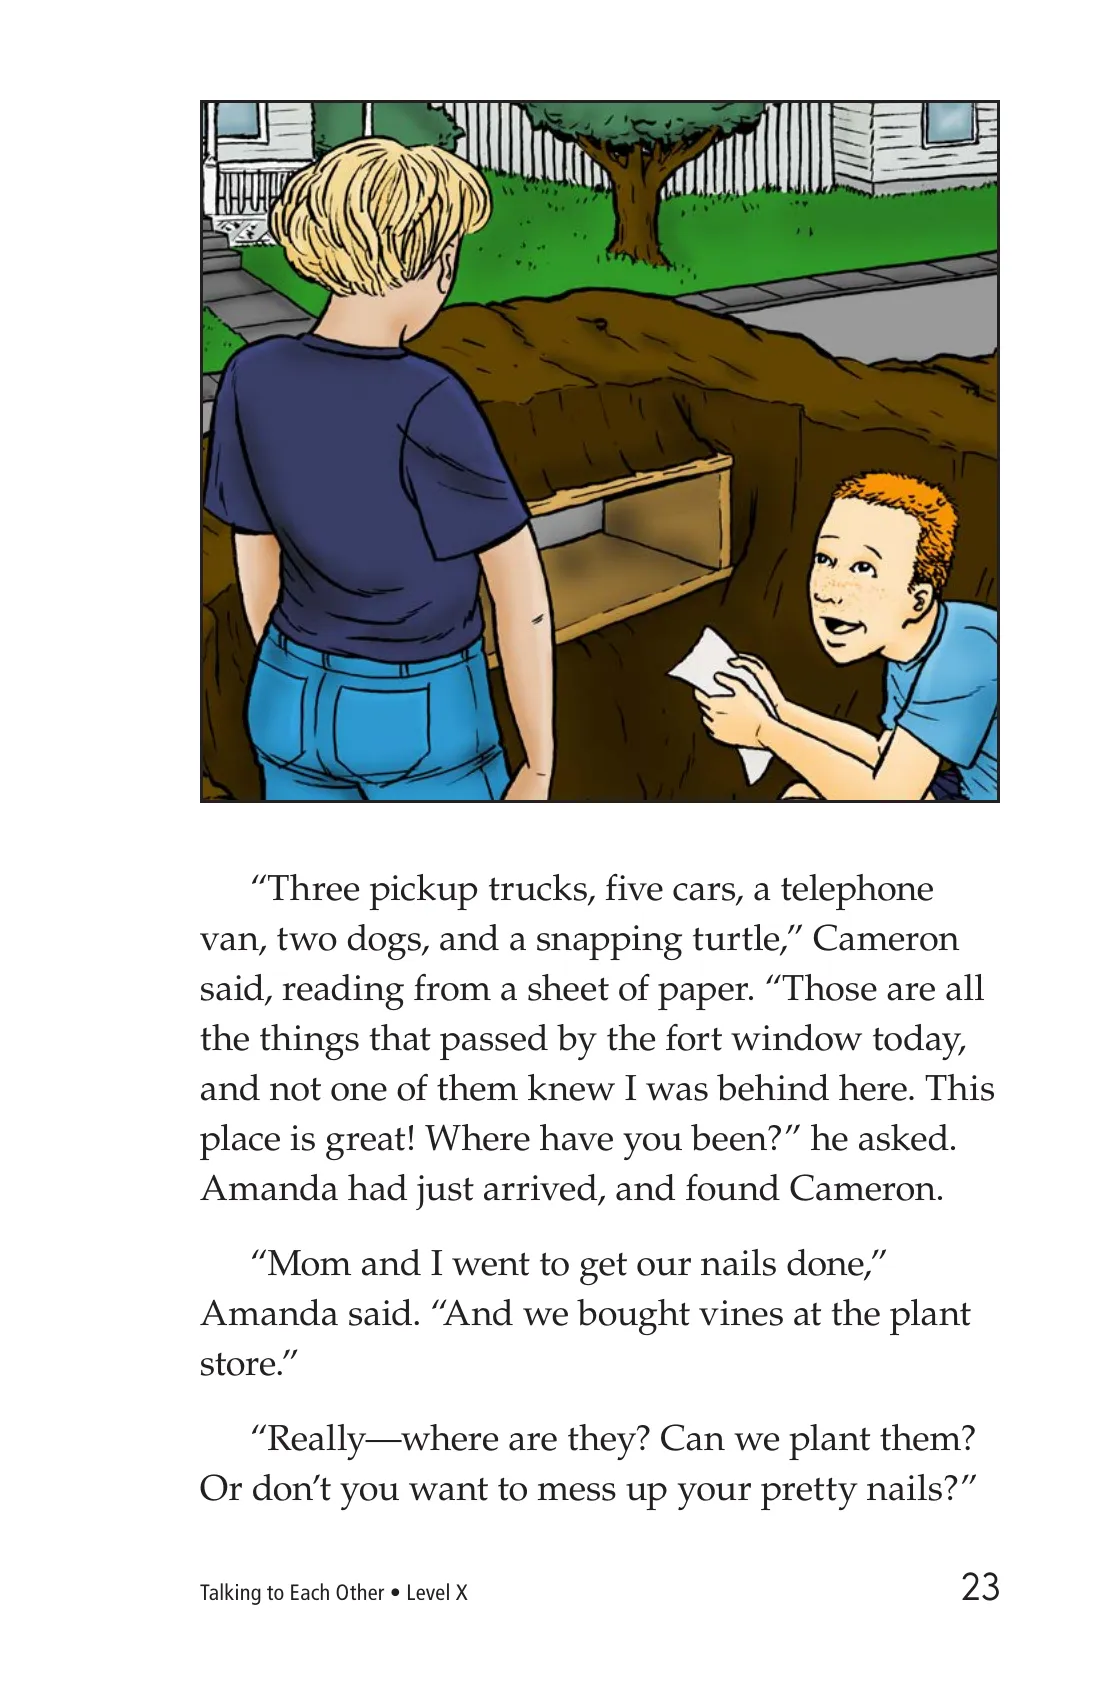 “Three pickup trucks, five cars, a telephone
van, two dogs, and a snapping turtle,” Cameron
said, reading from a sheet of paper. “Those are all
the things that passed by the fort window today,
and not one of them knew I was behind here. This
place is great! Where have you been?” he asked.
Amanda had just arrived, and found Cameron.
“Mom and I went to get our nails done,”
Amanda said. “And we bought vines at the plant
store.”
“Really—where are they? Can we plant them?
Or don’t you want to mess up your pretty nails?”
Talking to Each Other • Level X
23